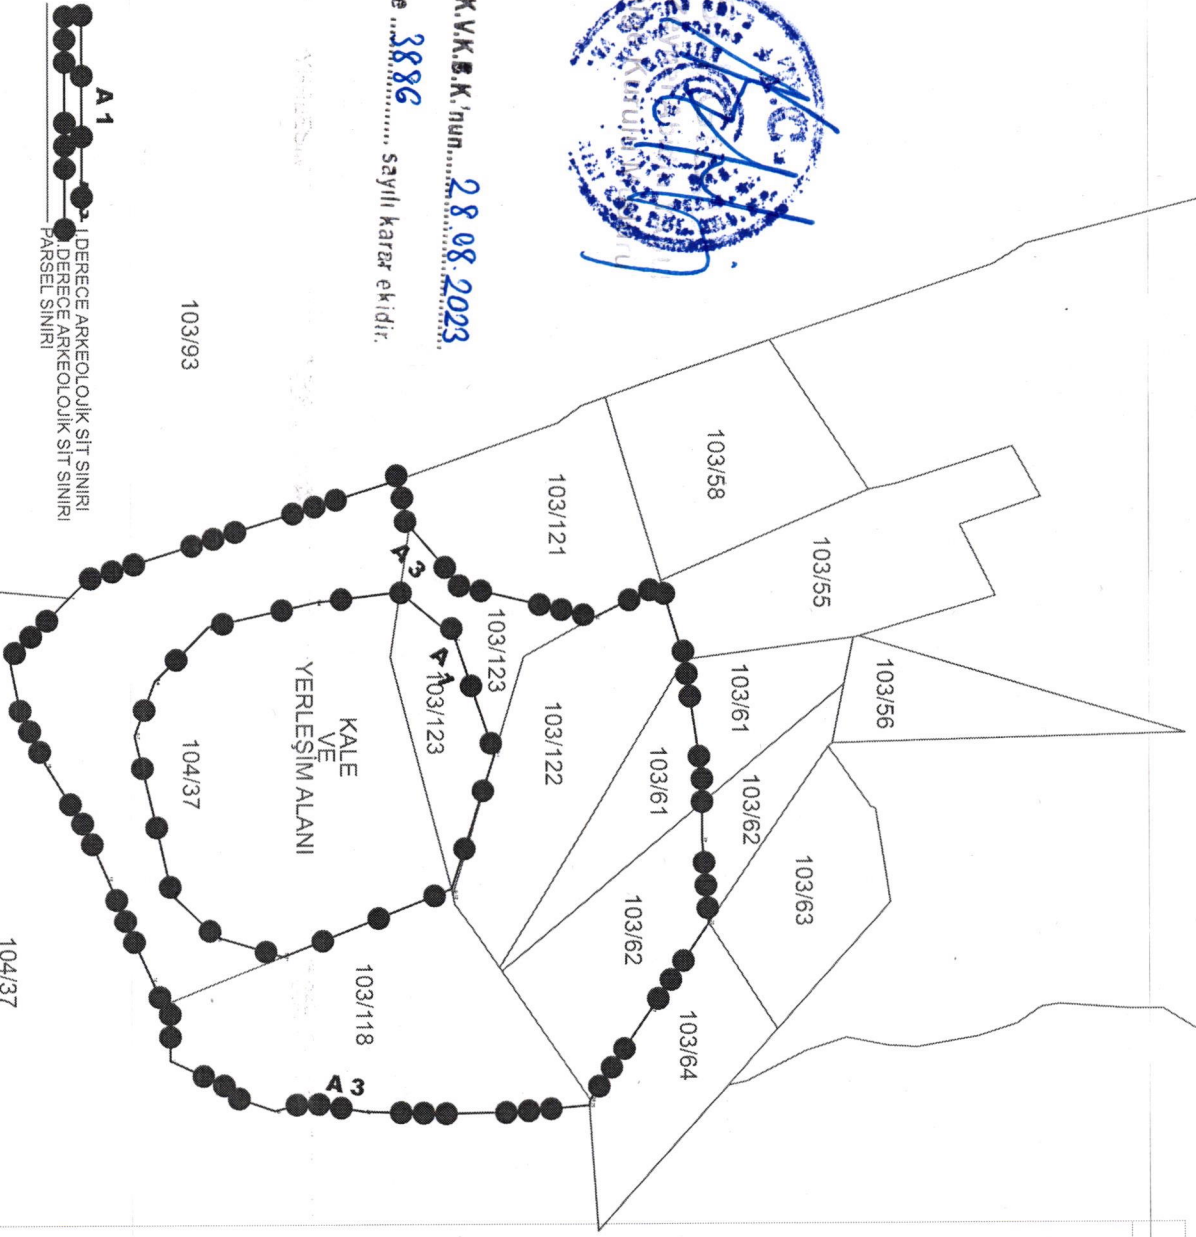 K.V.K.B.K.'nun.......28.08.2023
e ...3886............ sayılı karar ekidir.
T.C.
A1
I.DERECE ARKEOLOJİK SİT SINIRI
.DERECE ARKEOLOJİK SİT SINIRI
PARSEL SINIRI
103/93
103/58
103/121
103/55
103/56
A 3
103/123
A 1
103/123
103/61
103/122
103/61
103/62
103/63
KALE
VE
YERLEŞİM ALANI
104/37
103/62
103/118
103/64
A 3
104/37